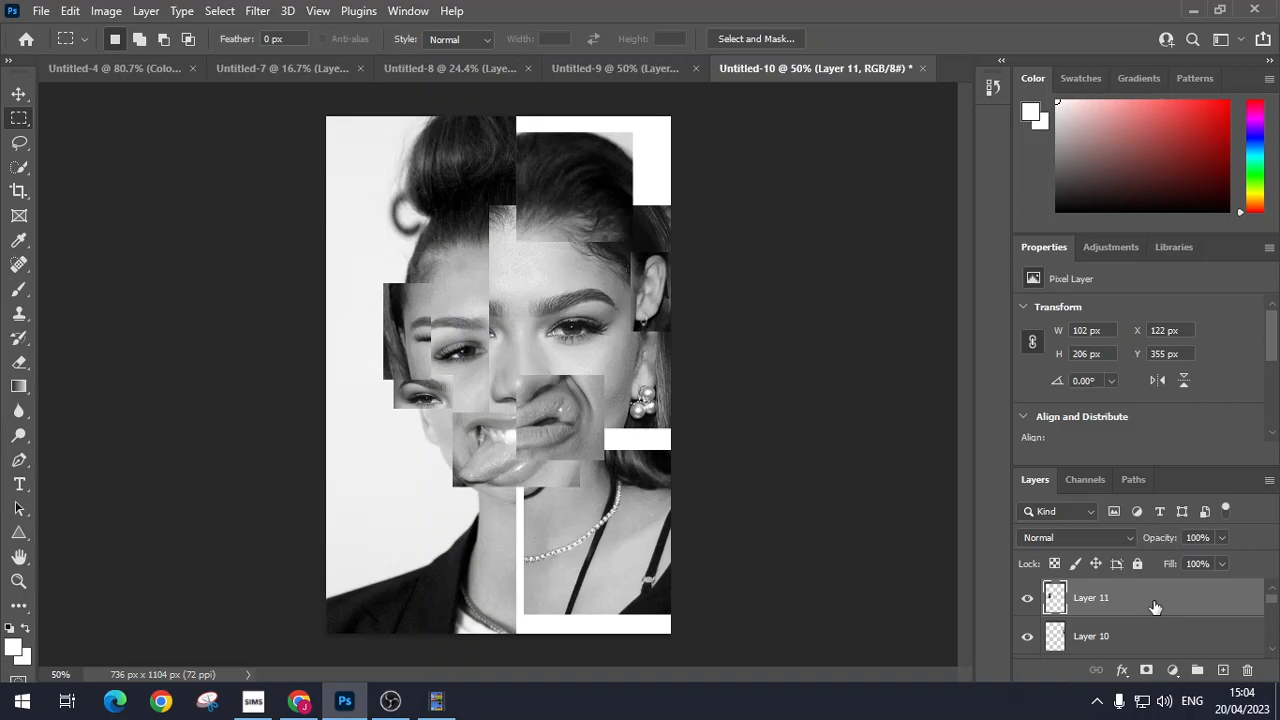 Ps File Edit Image Layer Type Select Filter 3D View Plugins Window Help
Feather: 0 px Anti-alias Style: Normal Width: Height: Select and Mask...
Untitled-4 @ 80.7% (Colo... × Untitled-7 @ 16.7% (Laye... × Untitled-8 @ 24.4% (Laye... × Untitled-9 @ 50% (Layer... × Untitled-10 @ 50% (Layer 11, RGB/8#) * ×
Color Swatches Gradients Patterns
Properties Adjustments Libraries
Pixel Layer
Transform
W 102 px X 122 px
H 206 px Y 355 px
0.00°
Align and Distribute
Align:
Layers Channels Paths
Kind
Normal Opacity: 100%
Lock: Fill: 100%
Layer 11
Layer 10
50% 736 px x 1104 px (72 ppi)
SIMS Ps ENG 15:04
20/04/2023